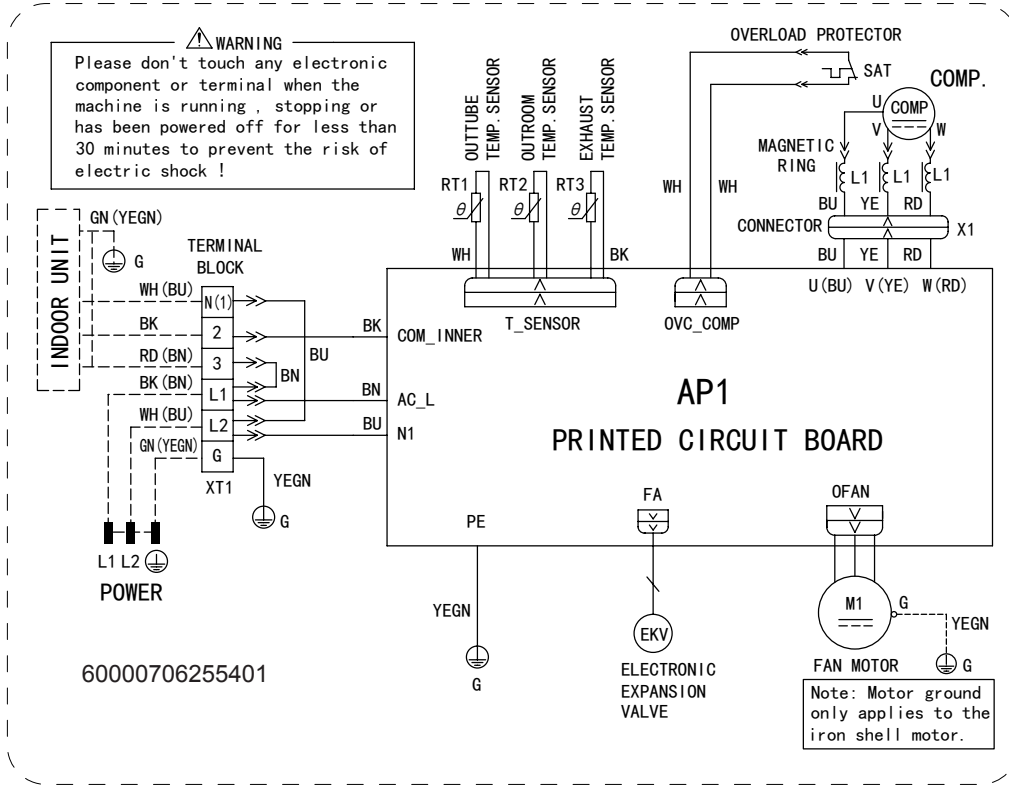 WARNING
Please don't touch any electronic
component or terminal when the
machine is running , stopping or
has been powered off for less than
30 minutes to prevent the risk of
electric shock !
OUTTUBE
TEMP. SENSOR
OUTROOM
TEMP. SENSOR
EXHAUST
TEMP. SENSOR
RT1
RT2
RT3
θ
θ
θ
WH
BK
OVERLOAD PROTECTOR
SAT
WH
WH
COMP.
COMP
U
V
W
MAGNETIC
RING
L1
L1
L1
BU
YE
RD
CONNECTOR
X1
BU
YE
RD
INDOOR UNIT
GN(YEGN)
G
TERMINAL
BLOCK
WH(BU)
N(1)
BK
2
RD(BN)
3
BK(BN)
L1
WH(BU)
L2
GN(YEGN)
G
XT1
BU
BN
YEGN
G
BK
BN
BU
L1
L2
POWER
T_SENSOR
OVC_COMP
U(BU)
V(YE)
W(RD)
COM_INNER
AC_L
N1
AP1
PRINTED CIRCUIT BOARD
PE
FA
OFAN
YEGN
G
EKV
ELECTRONIC
EXPANSION
VALVE
M1
G
YEGN
FAN MOTOR
G
Note: Motor ground
only applies to the
iron shell motor.
60000706255401